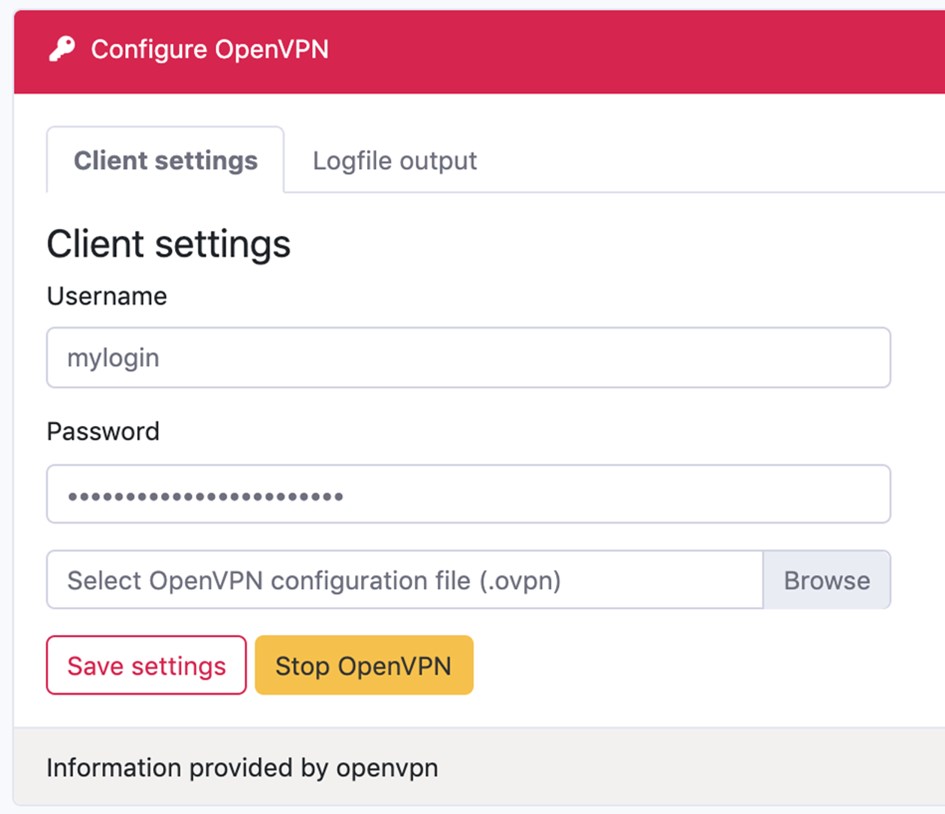 Configure OpenVPN
Client settings
Logfile output
Client settings
Username
mylogin
Password
••••••••••••••••••••••••
Select OpenVPN configuration file (.ovpn)
Browse
Save settings
Stop OpenVPN
Information provided by openvpn